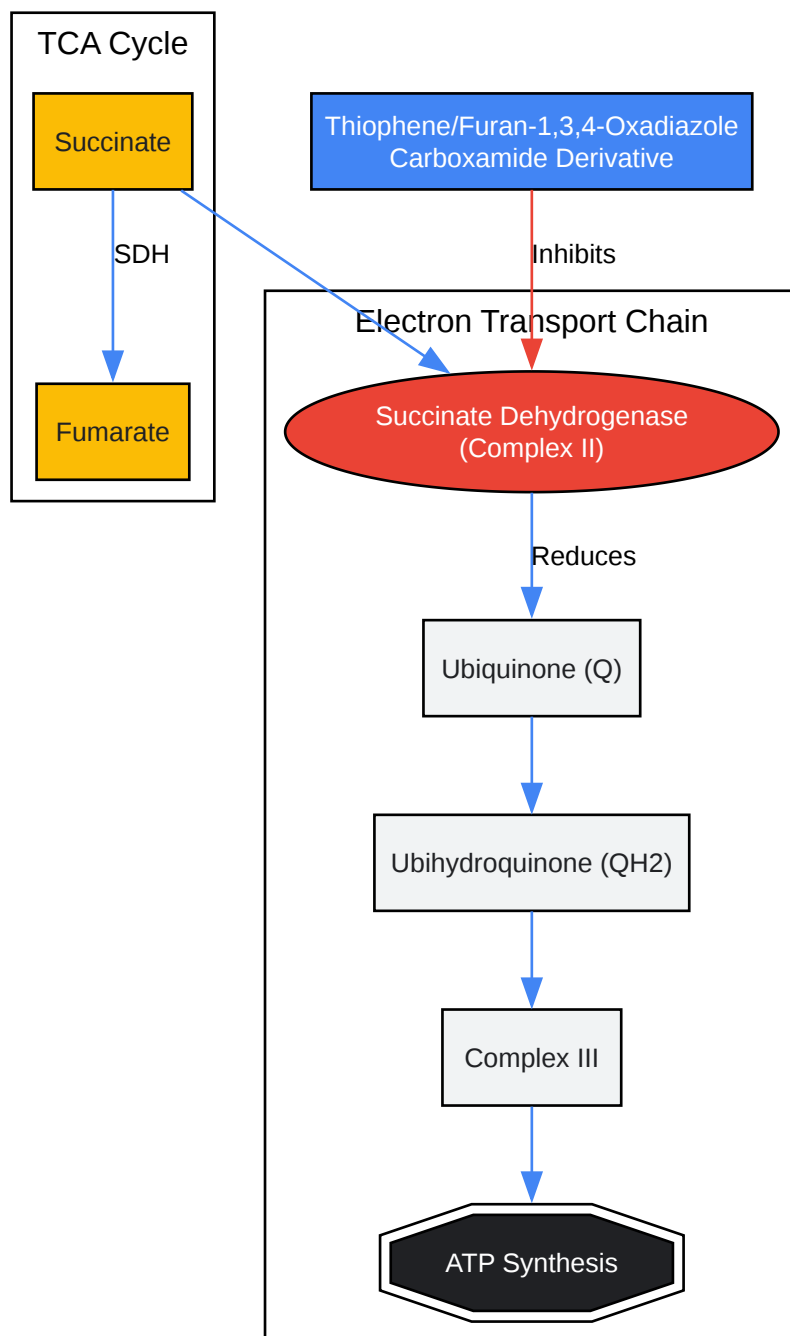 TCA Cycle
Succinate
SDH
Fumarate
Thiophene/Furan-1,3,4-Oxadiazole
Carboxamide Derivative
Inhibits
Electron Transport Chain
Succinate Dehydrogenase
(Complex II)
Reduces
Ubiquinone (Q)
Ubihydroquinone (QH2)
Complex III
ATP Synthesis